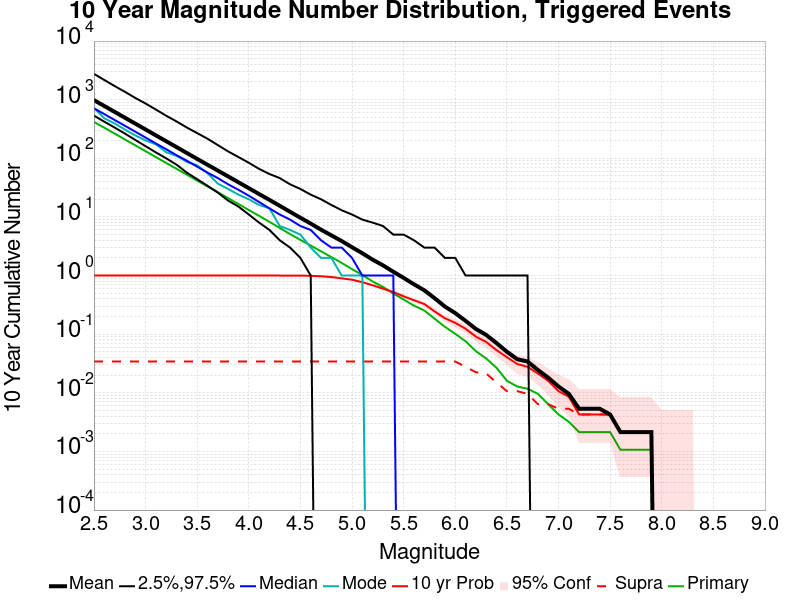 10 Year Magnitude Number Distribution, Triggered Events
10 Year Cumulative Number
10^4
10^3
10^2
10^1
10^0
10^-1
10^-2
10^-3
10^-4
2.5 3.0 3.5 4.0 4.5 5.0 5.5 6.0 6.5 7.0 7.5 8.0 8.5 9.0
Magnitude
Mean 2.5%,97.5% Median Mode 10 yr Prob 95% Conf Supra Primary